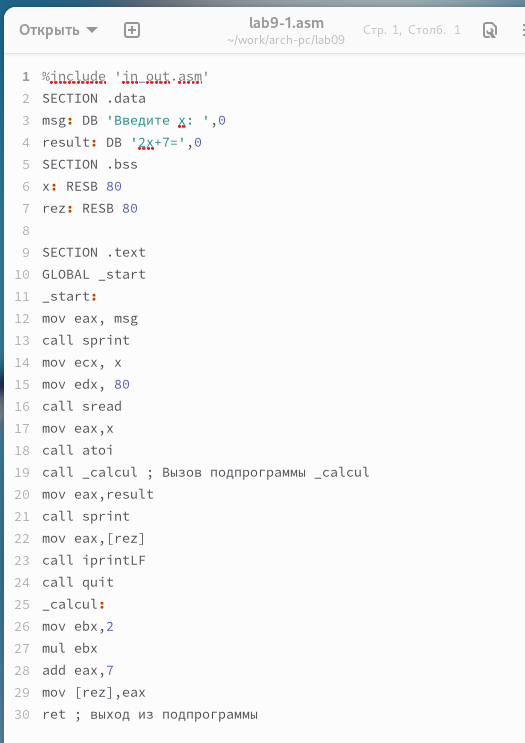 Открыть
lab9-1.asm
~/work/arch-pc/lab09
Стр. 1, Столб. 1
1 %include 'in_out.asm'
2 SECTION .data
3 msg: DB 'Введите x: ',0
4 result: DB '2x+7=',0
5 SECTION .bss
6 x: RESB 80
7 rez: RESB 80
8
9 SECTION .text
10 GLOBAL _start
11 _start:
12 mov eax, msg
13 call sprint
14 mov ecx, x
15 mov edx, 80
16 call sread
17 mov eax,x
18 call atoi
19 call _calcul ; Вызов подпрограммы _calcul
20 mov eax,result
21 call sprint
22 mov eax,[rez]
23 call iprintLF
24 call quit
25 _calcul:
26 mov ebx,2
27 mul ebx
28 add eax,7
29 mov [rez],eax
30 ret ; выход из подпрограммы